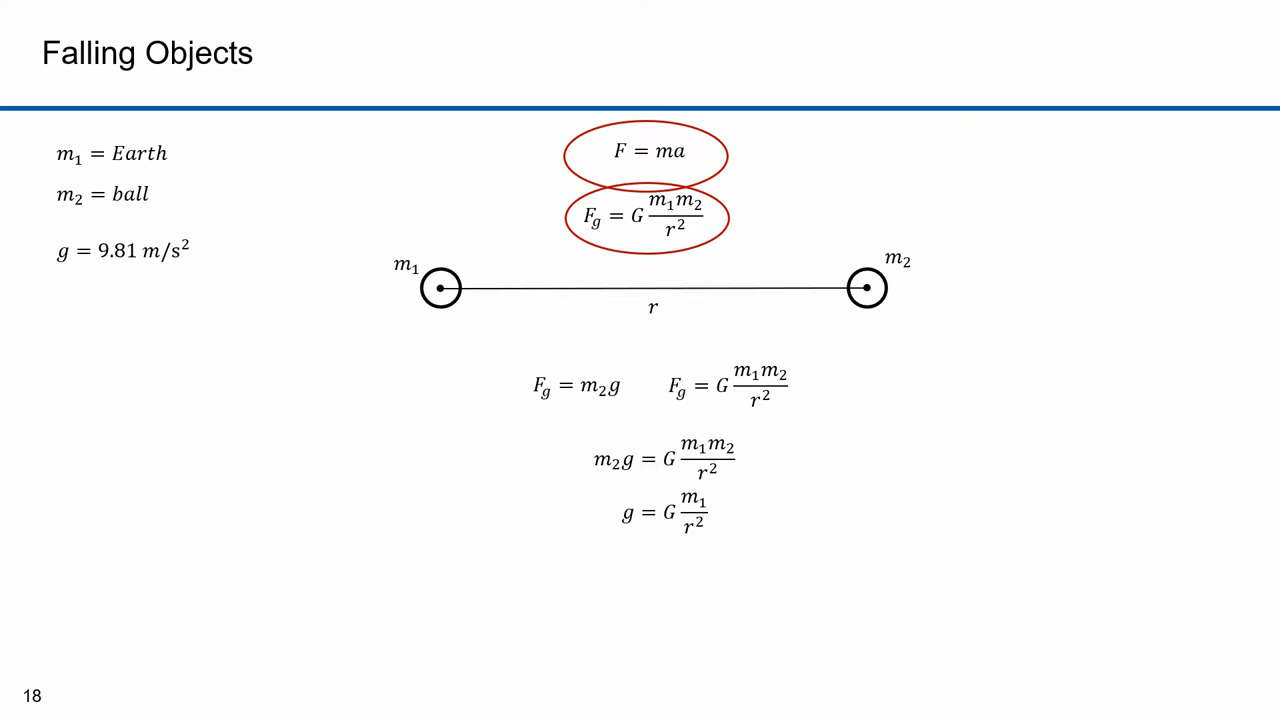 Falling Objects
m₁ = Earth
m₂ = ball
g = 9.81 m/s²
F = ma
F_g = G m₁m₂/r²
m₁
m₂
r
F_g = m₂g
F_g = G m₁m₂/r²
m₂g = G m₁m₂/r²
g = G m₁/r²
18